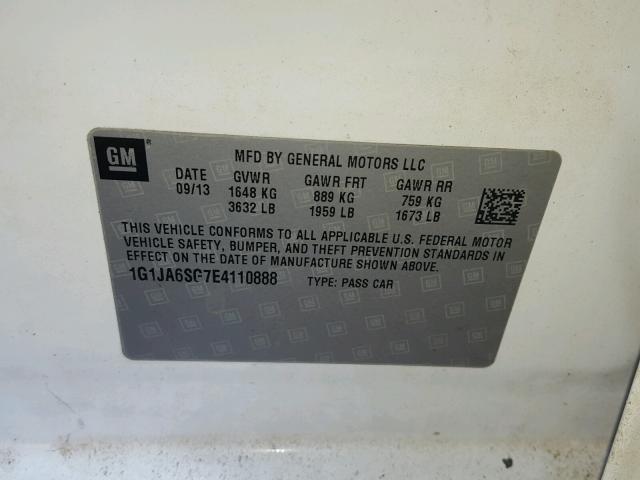 GM ®
MFD BY GENERAL MOTORS LLC
DATE GVWR GAWR FRT GAWR RR
09/13 1648 KG 889 KG 759 KG
3632 LB 1959 LB 1673 LB
THIS VEHICLE CONFORMS TO ALL APPLICABLE U.S. FEDERAL MOTOR
VEHICLE SAFETY, BUMPER, AND THEFT PREVENTION STANDARDS IN
EFFECT ON THE DATE OF MANUFACTURE SHOWN ABOVE.
1G1JA6SC7E4110888 TYPE: PASS CAR